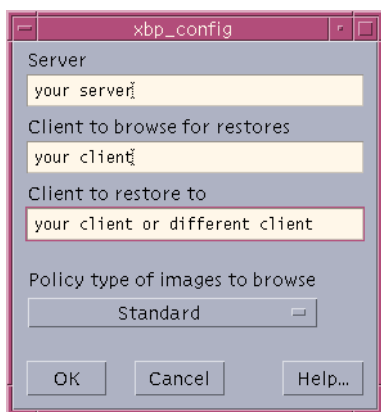 xbp_config
Server
your server
Client to browse for restores
your client
Client to restore to
your client or different client
Policy type of images to browse
Standard
OK Cancel Help...